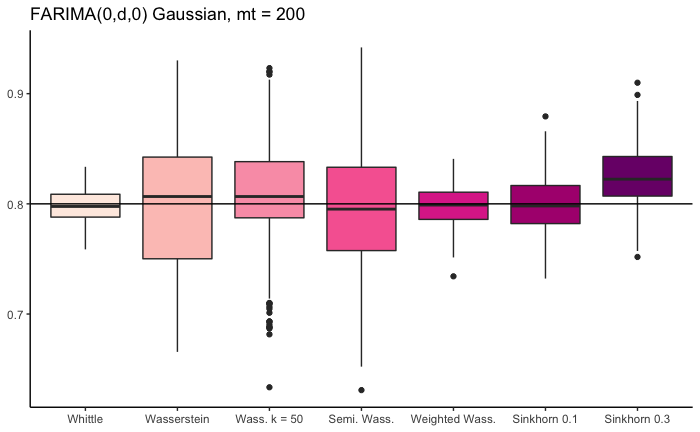 FARIMA(0,d,0) Gaussian, mt = 200
0.9
0.8
0.7
Whittle Wasserstein Wass. k = 50 Semi. Wass. Weighted Wass. Sinkhorn 0.1 Sinkhorn 0.3